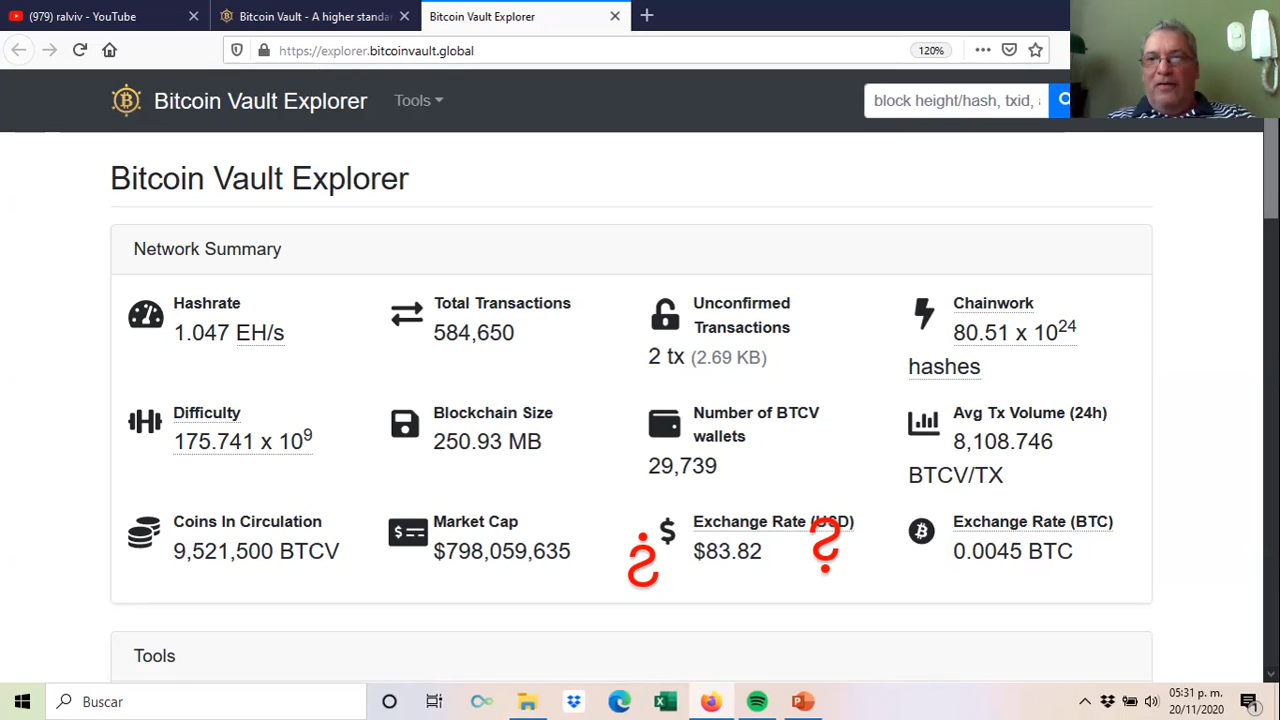 (979) ralviv - YouTube
Bitcoin Vault - A higher standa
Bitcoin Vault Explorer
https://explorer.bitcoinvault.global
120%
Bitcoin Vault Explorer
Tools
block height/hash, txid, a
Bitcoin Vault Explorer
Network Summary
Hashrate
1.047 EH/s
Total Transactions
584,650
Unconfirmed
Transactions
2 tx (2.69 KB)
Chainwork
80.51 x 10²⁴
hashes
Difficulty
175.741 x 10⁹
Blockchain Size
250.93 MB
Number of BTCV
wallets
29,739
Avg Tx Volume (24h)
8,108.746
BTCV/TX
Coins In Circulation
9,521,500 BTCV
Market Cap
$798,059,635
¿
Exchange Rate (USD)
$83.82
?
Exchange Rate (BTC)
0.0045 BTC
Tools
Buscar
05:31 p. m.
20/11/2020
1